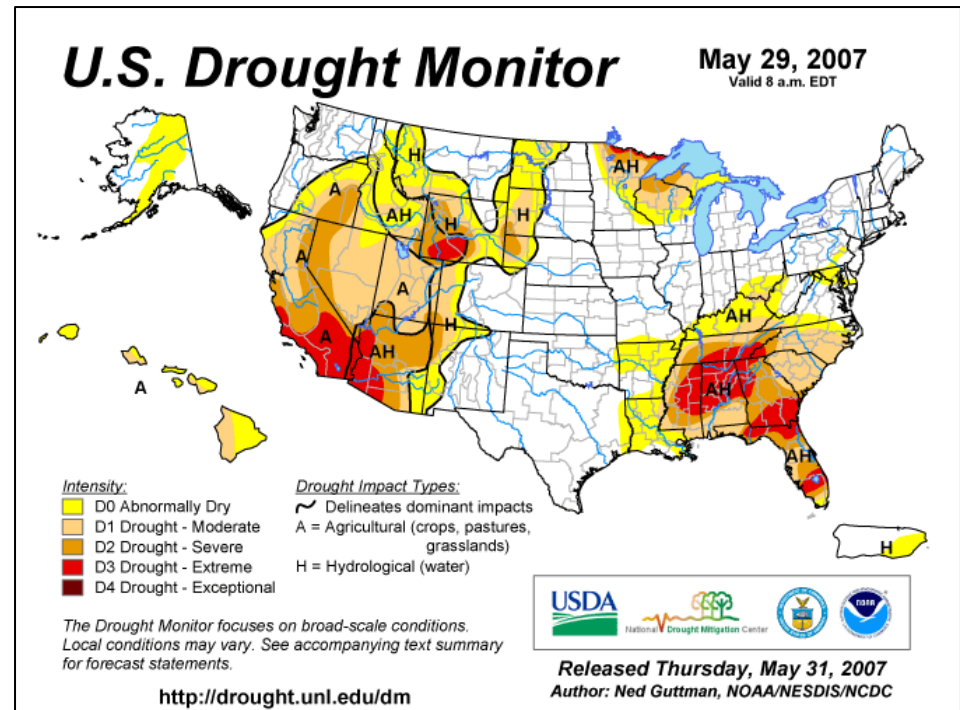 U.S. Drought Monitor
May 29, 2007
Valid 8 a.m. EDT
H
AH
A
AH
H
H
A
A
H
A
AH
AH
AH
AH
A
H
A
Intensity:
D0 Abnormally Dry
D1 Drought - Moderate
D2 Drought - Severe
D3 Drought - Extreme
D4 Drought - Exceptional
Drought Impact Types:
Delineates dominant impacts
A = Agricultural (crops, pastures,
grasslands)
H = Hydrological (water)
The Drought Monitor focuses on broad-scale conditions.
Local conditions may vary. See accompanying text summary
for forecast statements.
http://drought.unl.edu/dm
USDA
National Drought Mitigation Center
NOAA
Released Thursday, May 31, 2007
Author: Ned Guttman, NOAA/NESDIS/NCDC